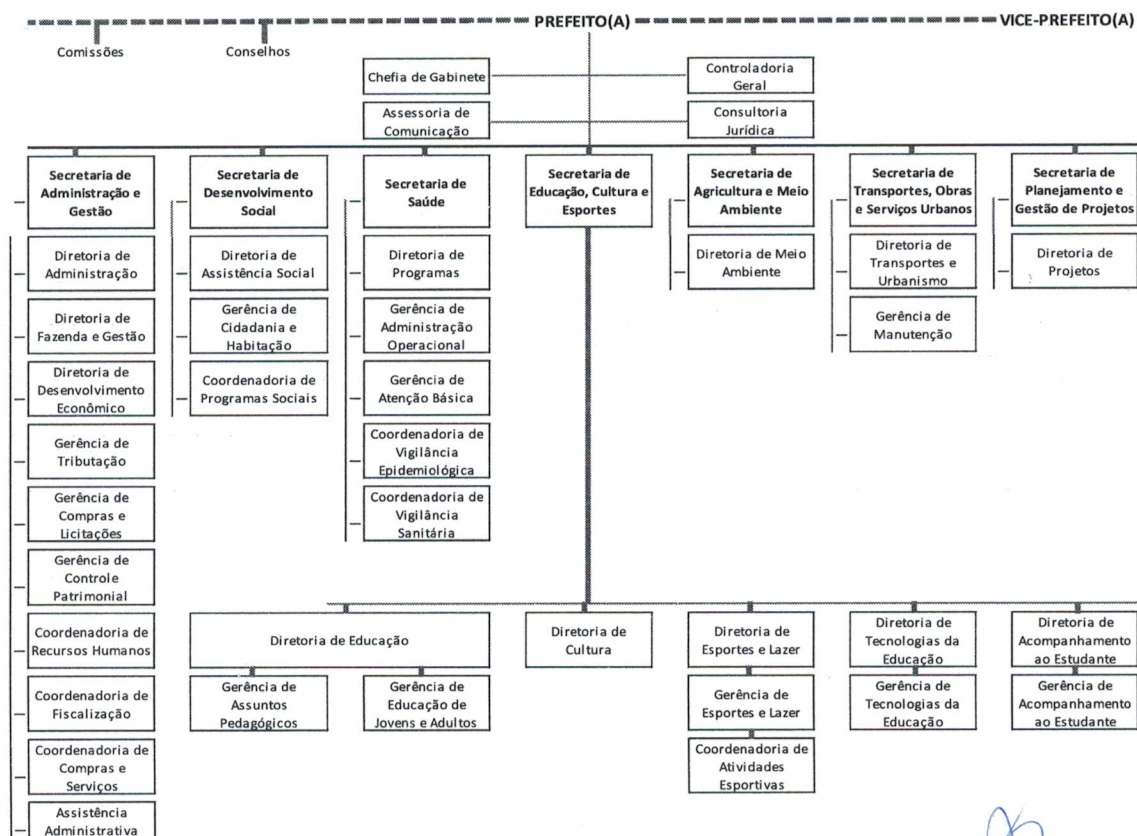 PREFEITO(A)
VICE-PREFEITO(A)
Comissões
Conselhos
Chefia de Gabinete
Controladoria
Geral
Assessoria de
Comunicação
Consultoria
Jurídica
Secretaria de
Administração e
Gestão
Secretaria de
Desenvolvimento
Social
Secretaria de
Saúde
Secretaria de
Educação, Cultura e
Esportes
Secretaria de
Agricultura e Meio
Ambiente
Secretaria de
Transportes, Obras
e Serviços Urbanos
Secretaria de
Planejamento e
Gestão de Projetos
Diretoria de
Administração
Diretoria de
Assistência Social
Diretoria de
Programas
Diretoria de Meio
Ambiente
Diretoria de
Transportes e
Urbanismo
Diretoria de
Projetos
Diretoria de
Fazenda e Gestão
Gerência de
Cidadania e
Habitação
Gerência de
Administração
Operacional
Gerência de
Manutenção
Diretoria de
Desenvolvimento
Econômico
Coordenadoria de
Programas Sociais
Gerência de
Atenção Básica
Gerência de
Tributação
Coordenadoria de
Vigilância
Epidemiológica
Gerência de
Compras e
Licitações
Coordenadoria de
Vigilância
Sanitária
Gerência de
Controle
Patrimonial
Coordenadoria de
Recursos Humanos
Diretoria de Educação
Diretoria de
Cultura
Diretoria de
Esportes e Lazer
Diretoria de
Tecnologias da
Educação
Diretoria de
Acompanhamento
ao Estudante
Coordenadoria de
Fiscalização
Gerência de
Assuntos
Pedagógicos
Gerência de
Educação de
Jovens e Adultos
Gerência de
Esportes e Lazer
Gerência de
Tecnologias da
Educação
Gerência de
Acompanhamento
ao Estudante
Coordenadoria de
Compras e
Serviços
Coordenadoria de
Atividades
Esportivas
Assistência
Administrativa